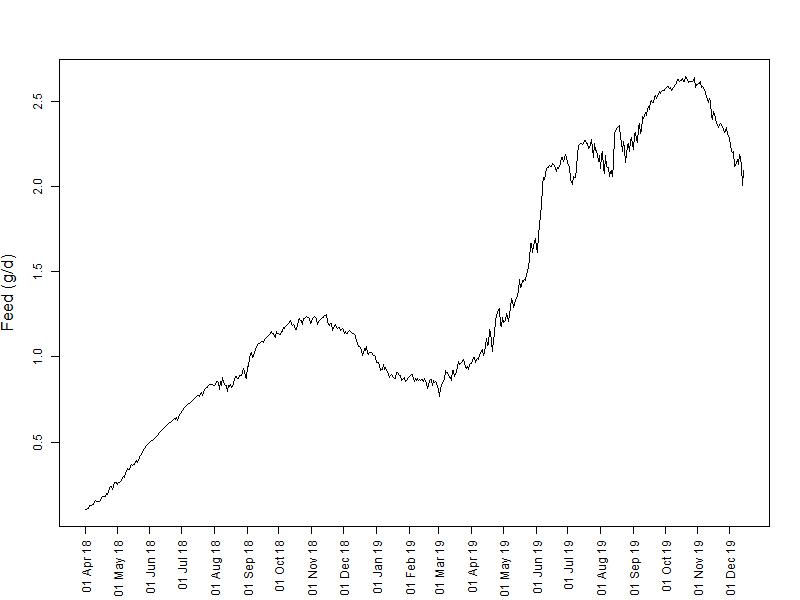 Feed (g/d)
2.5
2.0
1.5
1.0
0.5
01 Apr 18
01 May 18
01 Jun 18
01 Jul 18
01 Aug 18
01 Sep 18
01 Oct 18
01 Nov 18
01 Dec 18
01 Jan 19
01 Feb 19
01 Mar 19
01 Apr 19
01 May 19
01 Jun 19
01 Jul 19
01 Aug 19
01 Sep 19
01 Oct 19
01 Nov 19
01 Dec 19